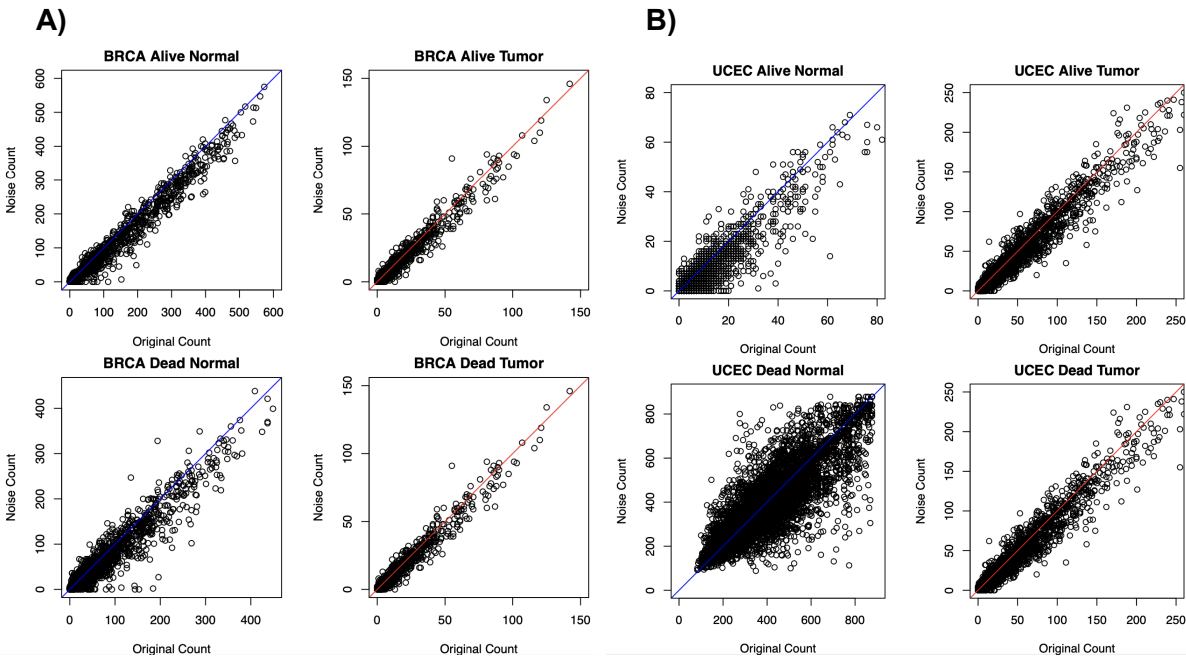 A)
B)
BRCA Alive Normal
Noise Count
600
500
400
300
200
100
0
0 100 200 300 400 500 600
Original Count
BRCA Alive Tumor
Noise Count
150
100
50
0
0 50 100 150
Original Count
UCEC Alive Normal
Noise Count
80
60
40
20
0
0 20 40 60 80
Original Count
UCEC Alive Tumor
Noise Count
250
200
150
100
50
0
0 50 100 150 200 250
Original Count
BRCA Dead Normal
Noise Count
400
300
200
100
0
0 100 200 300 400
Original Count
BRCA Dead Tumor
Noise Count
150
100
50
0
0 50 100 150
Original Count
UCEC Dead Normal
Noise Count
800
600
400
200
0
0 200 400 600 800
Original Count
UCEC Dead Tumor
Noise Count
250
200
150
100
50
0
0 50 100 150 200 250
Original Count